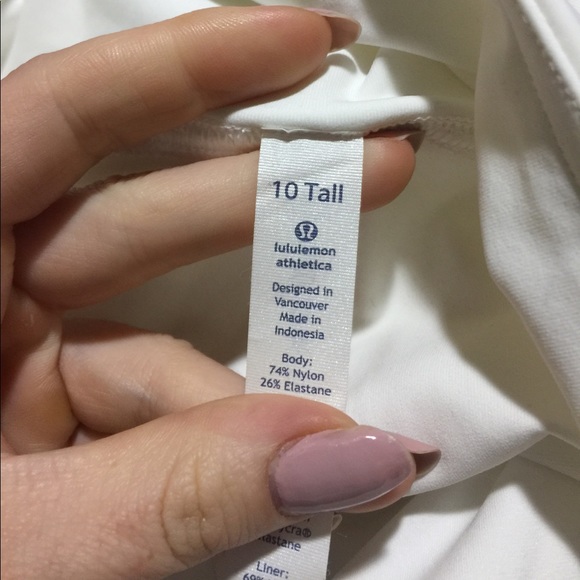 10 Tall
lululemon
athletica
Designed in
Vancouver
Made in
Indonesia
Body:
74% Nylon
26% Elastane
Liner: